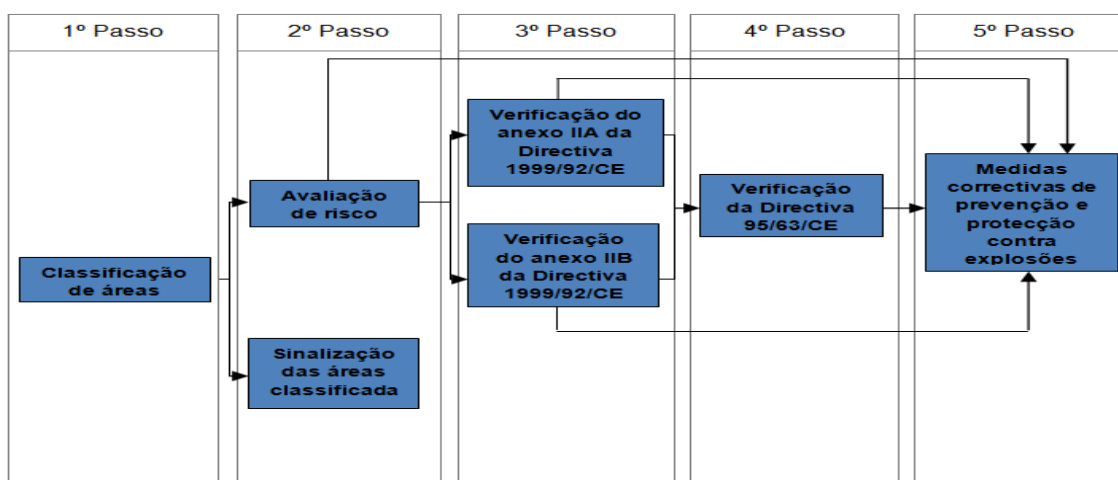 1º Passo
2º Passo
3º Passo
4º Passo
5º Passo
Classificação
de áreas
Avaliação
de risco
Sinalização
das áreas
classificada
Verificação do
anexo IIA da
Directiva
1999/92/CE
Verificação
do anexo IIB
da Directiva
1999/92/CE
Verificação
da Directiva
95/63/CE
Medidas
correctivas de
prevenção e
protecção
contra
explosões